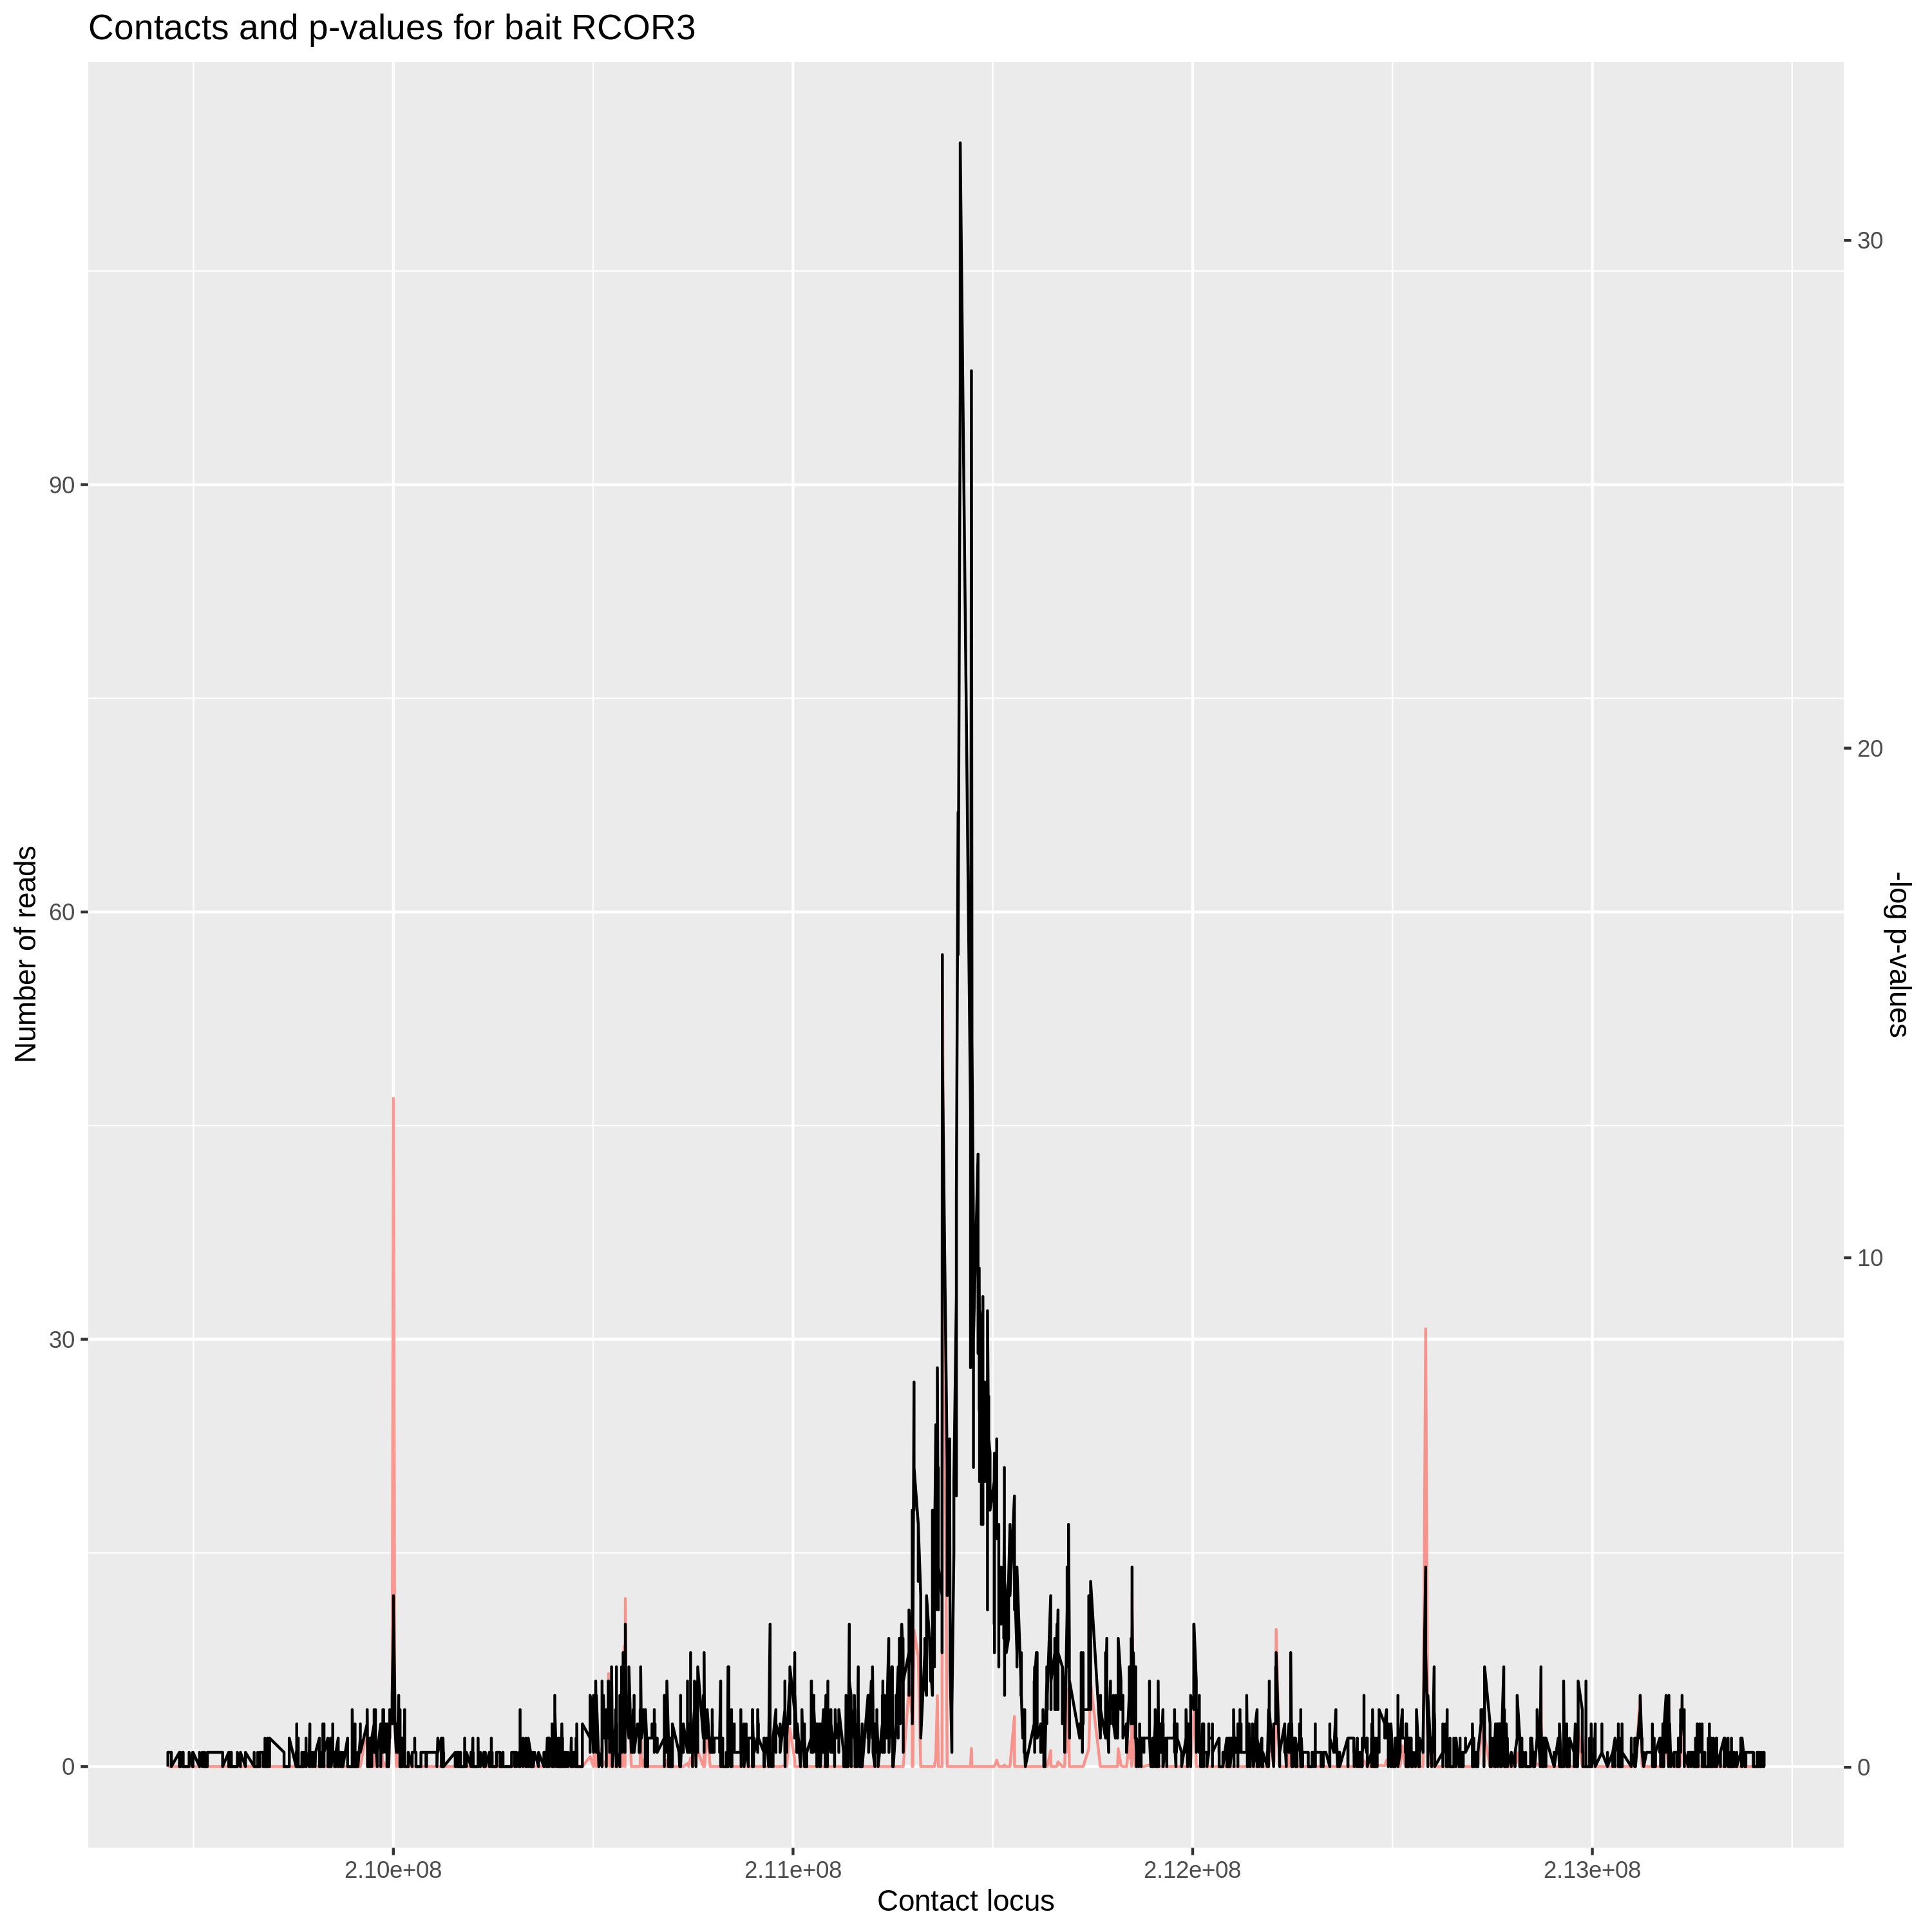 Contacts and p-values for bait RCOR3
Number of reads
90
60
30
0
30
20
10
0
-log p-values
2.10e+08
2.11e+08
2.12e+08
2.13e+08
Contact locus